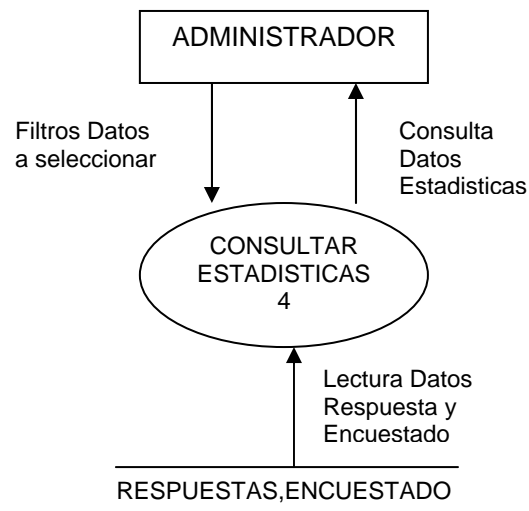 ADMINISTRADOR
Filtros Datos
a seleccionar
Consulta
Datos
Estadisticas
CONSULTAR
ESTADISTICAS
4
Lectura Datos
Respuesta y
Encuestado
RESPUESTAS,ENCUESTADO